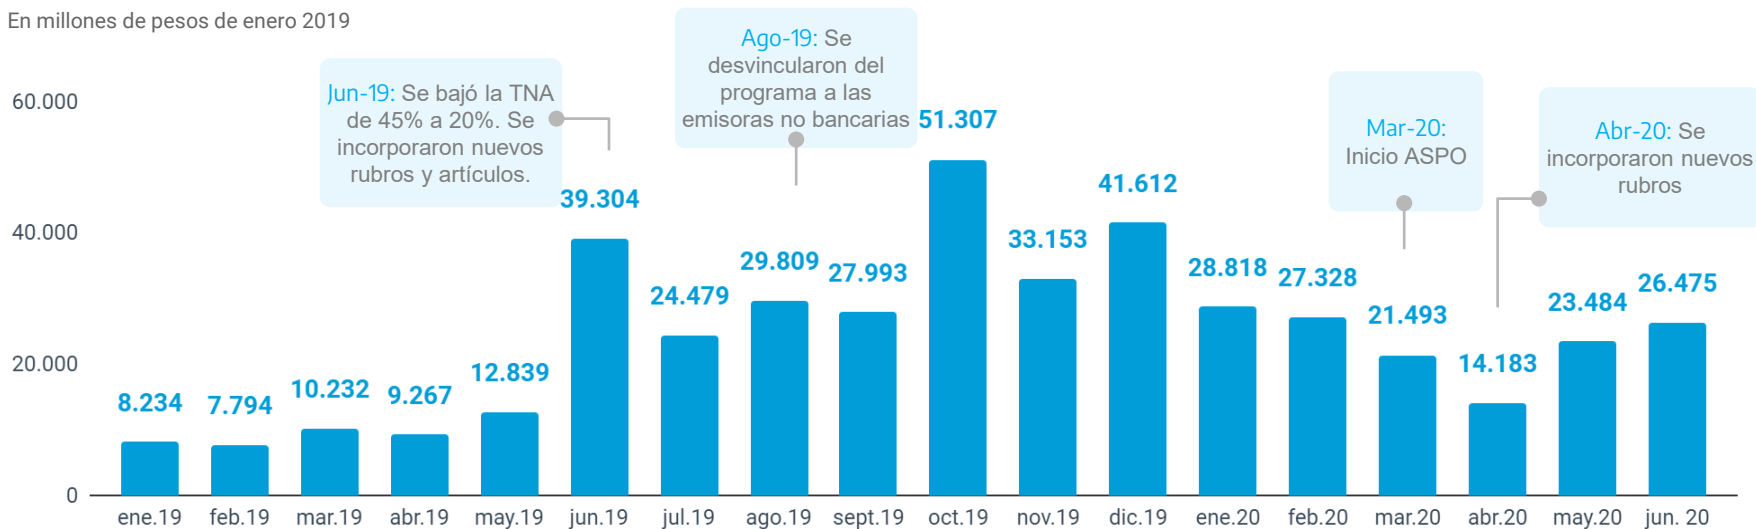 En millones de pesos de enero 2019
Jun-19: Se bajó la TNA
de 45% a 20%. Se
incorporaron nuevos
rubros y artículos.
Ago-19: Se
desvincularon del
programa a las
emisoras no bancarias
Mar-20:
Inicio ASPO
Abr-20: Se
incorporaron nuevos
rubros
60.000
40.000
20.000
0
8.234
7.794
10.232
9.267
12.839
39.304
24.479
29.809
27.993
51.307
33.153
41.612
28.818
27.328
21.493
14.183
23.484
26.475
ene.19
feb.19
mar.19
abr.19
may.19
jun.19
jul.19
ago.19
sept.19
oct.19
nov.19
dic.19
ene.20
feb.20
mar.20
abr.20
may.20
jun. 20